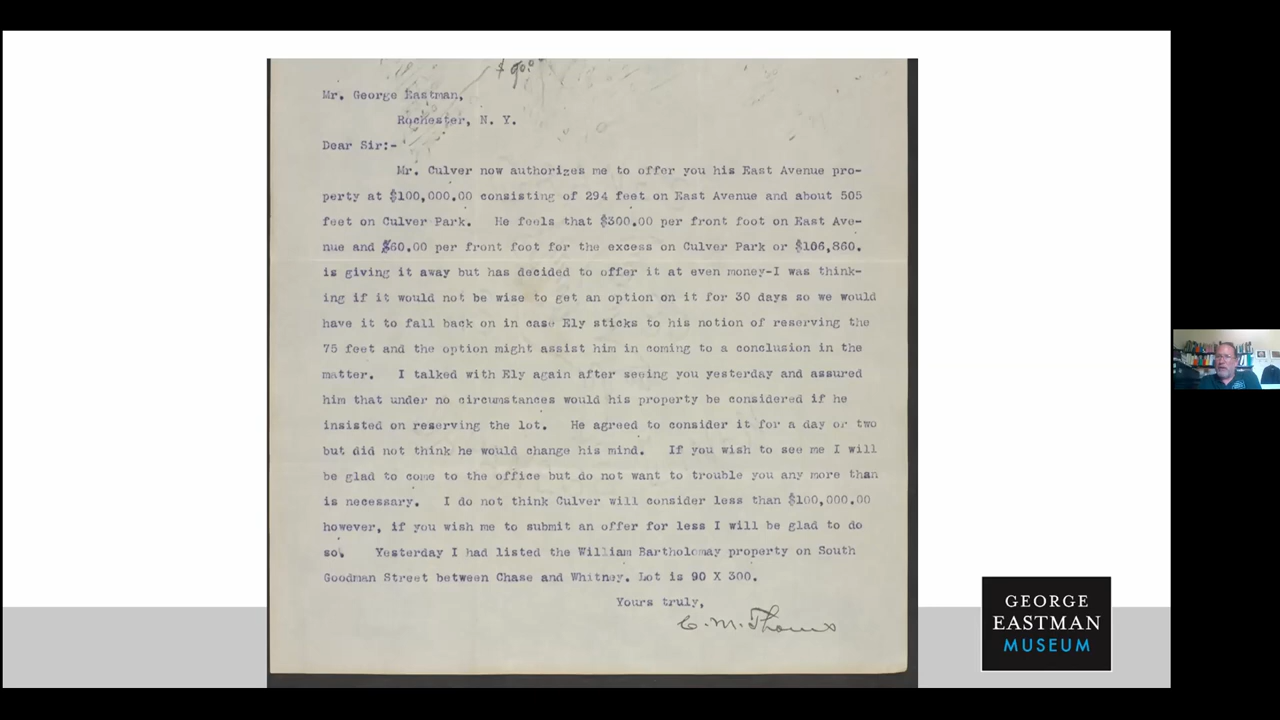 $ 90.
Mr. George Eastman,
Rochester, N. Y.
Dear Sir:-
Mr. Culver now authorizes me to offer you his East Avenue pro-
perty at $100,000.00 consisting of 294 feet on East Avenue and about 505
feet on Culver Park. He feels that $300.00 per front foot on East Ave-
nue and $60.00 per front foot for the excess on Culver Park or $106,860.
is giving it away but has decided to offer it at even money-I was think-
ing if it would not be wise to get an option on it for 30 days so we would
have it to fall back on in case Ely sticks to his notion of reserving the
75 feet and the option might assist him in coming to a conclusion in the
matter. I talked with Ely again after seeing you yesterday and assured
him that under no circumstances would his property be considered if he
insisted on reserving the lot. He agreed to consider it for a day or two
but did not think he would change his mind. If you wish to see me I will
be glad to come to the office but do not want to trouble you any more than
is necessary. I do not think Culver will consider less than $100,000.00
however, if you wish me to submit an offer for less I will be glad to do
so. Yesterday I had listed the William Bartholomay property on South
Goodman Street between Chase and Whitney. Lot is 90 X 300.
Yours truly,
C. M. Thoms
GEORGE
EASTMAN
MUSEUM